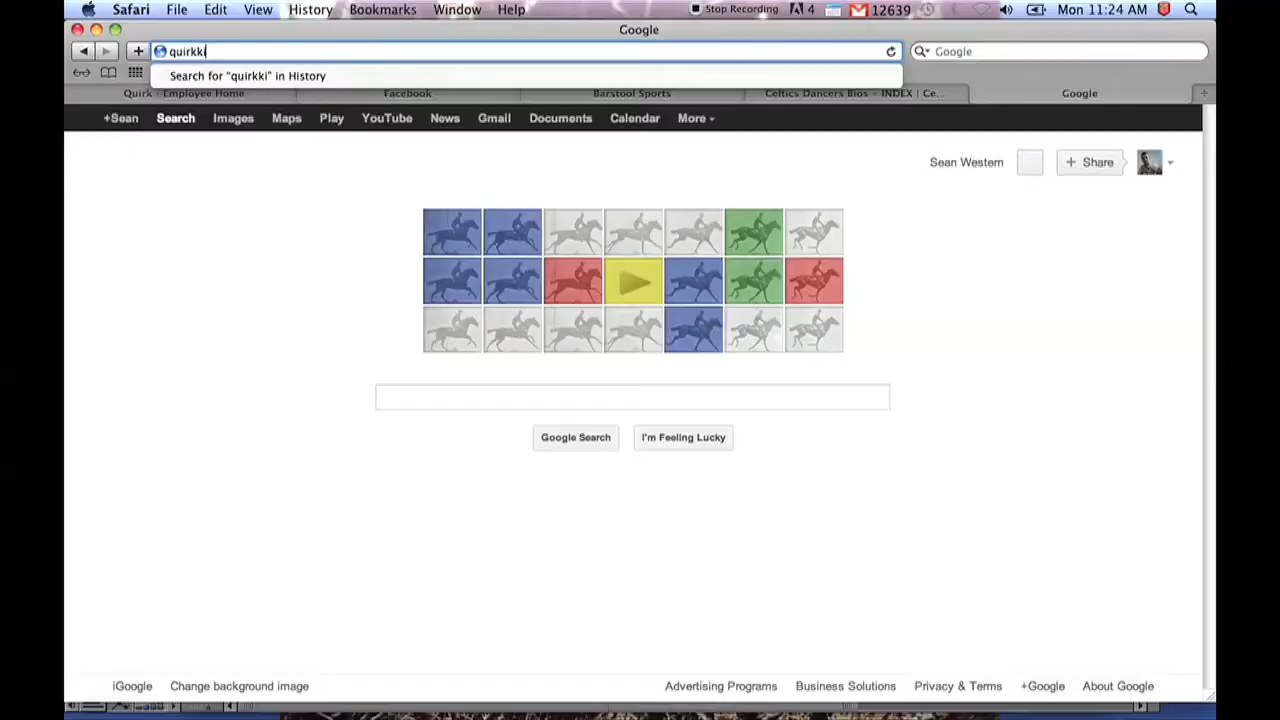 Safari File Edit View History Bookmarks Window Help Stop Recording 4 12639 Mon 11:24 AM
Google
quirkki Google
Search for "quirkki" in History
Quirk - Employee Home Facebook Barstool Sports Celtics Dancers Bios – INDEX | Ce... Google
+Sean Search Images Maps Play YouTube News Gmail Documents Calendar More
Sean Western + Share
Google Search I'm Feeling Lucky
iGoogle Change background image Advertising Programs Business Solutions Privacy & Terms +Google About Google